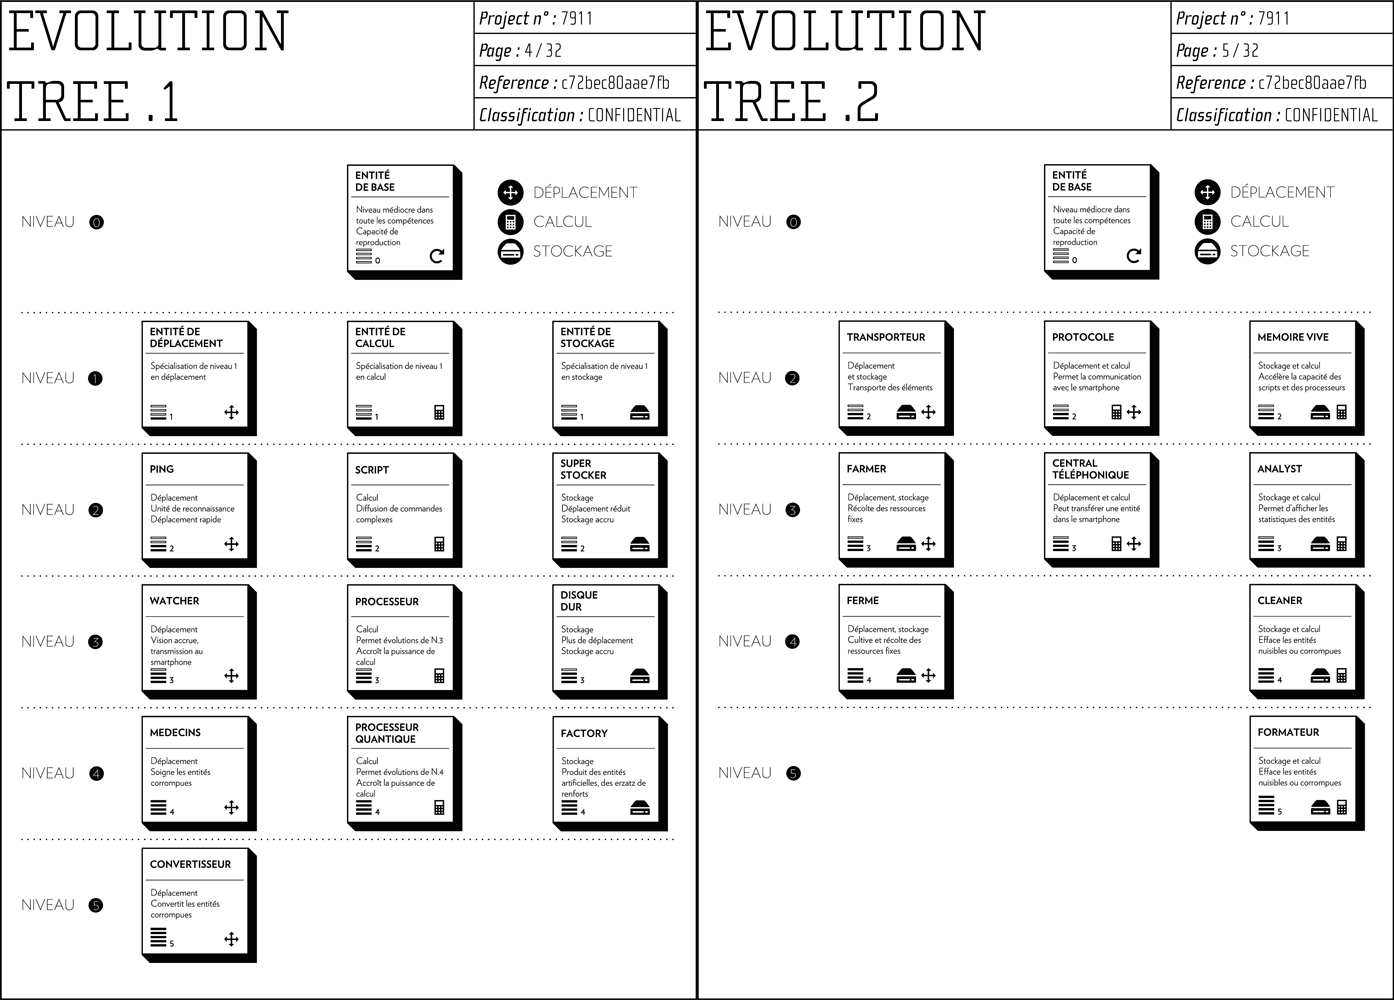 EVOLUTION
TREE .1
Project n° : 7911
Page : 4 / 32
Reference : c72bec80aae7fb
Classification : CONFIDENTIAL
NIVEAU 0
ENTITÉ
DE BASE
Niveau médiocre dans
toute les compétences
Capacité de
reproduction
0
DÉPLACEMENT
CALCUL
STOCKAGE
NIVEAU 1
ENTITÉ DE
DÉPLACEMENT
Spécialisation de niveau 1
en déplacement
1
ENTITÉ DE
CALCUL
Spécialisation de niveau 1
en calcul
1
ENTITÉ DE
STOCKAGE
Spécialisation de niveau 1
en stockage
1
NIVEAU 2
PING
Déplacement
Unité de reconnaissance
Déplacement rapide
2
SCRIPT
Calcul
Diffusion de commandes
complexes
2
SUPER
STOCKER
Stockage
Déplacement réduit
Stockage accru
2
NIVEAU 3
WATCHER
Déplacement
Vision accrue,
transmission au
smartphone
3
PROCESSEUR
Calcul
Permet évolutions de N.3
Accroît la puissance de
calcul
3
DISQUE
DUR
Stockage
Plus de déplacement
Stockage accru
3
NIVEAU 4
MEDECINS
Déplacement
Soigne les entités
corrompues
4
PROCESSEUR
QUANTIQUE
Calcul
Permet évolutions de N.4
Accroît la puissance de
calcul
4
FACTORY
Stockage
Produit des entités
artificielles, des erzatz de
renforts
4
NIVEAU 5
CONVERTISSEUR
Déplacement
Convertit les entités
corrompues
5
EVOLUTION
TREE .2
Project n° : 7911
Page : 5 / 32
Reference : c72bec80aae7fb
Classification : CONFIDENTIAL
NIVEAU 0
ENTITÉ
DE BASE
Niveau médiocre dans
toute les compétences
Capacité de
reproduction
0
DÉPLACEMENT
CALCUL
STOCKAGE
NIVEAU 2
TRANSPORTEUR
Déplacement
et stockage
Transporte des éléments
2
PROTOCOLE
Déplacement et calcul
Permet la communication
avec le smartphone
2
MEMOIRE VIVE
Stockage et calcul
Accélère la capacité des
scripts et des processeurs
2
NIVEAU 3
FARMER
Déplacement, stockage
Récolte des ressources
fixes
3
CENTRAL
TÉLÉPHONIQUE
Déplacement et calcul
Peut transférer une entité
dans le smartphone
3
ANALYST
Stockage et calcul
Permet d'afficher les
statistiques des entités
3
NIVEAU 4
FERME
Déplacement, stockage
Cultive et récolte des
ressources fixes
4
CLEANER
Stockage et calcul
Efface les entités
nuisibles ou corrompues
4
NIVEAU 5
FORMATEUR
Stockage et calcul
Efface les entités
nuisibles ou corrompues
5